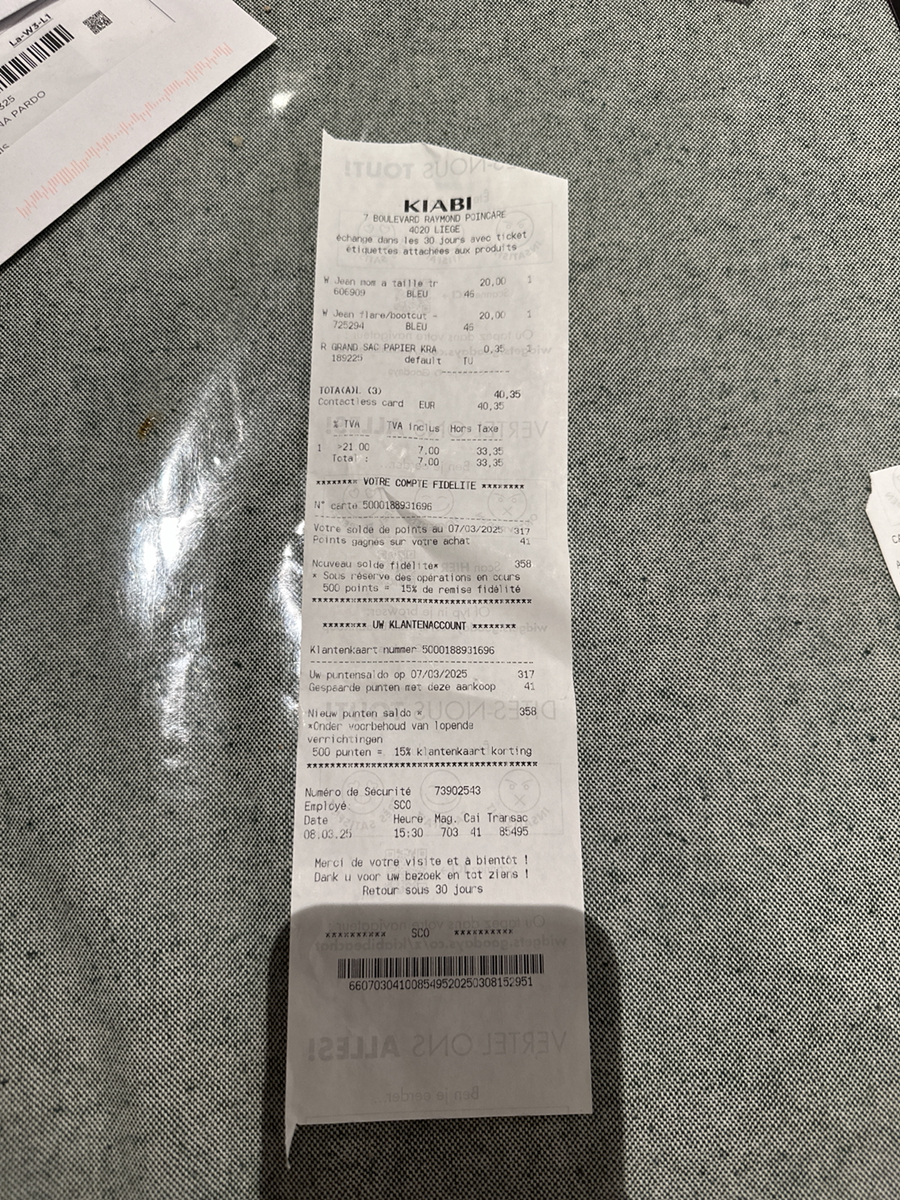 La-W3-L1
325
NA PARDO
KIABI
7 BOULEVARD RAYMOND POINCARE
4020 LIEGE
échange dans les 30 jours avec ticket
étiquettes attachées aux produits
W Jean mom a taille tr 20,00 1
606909 BLEU 46
W Jean flare/bootcut - 20,00 1
725294 BLEU 46
R GRAND SAC PAPIER KRA 0,35 1
189225 default TU
TOTA(A)L (3) 40,35
Contactless card EUR 40,35
% TVA TVA Inclus Hors Taxe
1 >21.00 7.00 33,35
Total : 7.00 33,35
******** VOTRE COMPTE FIDELITE ********
N° carte 5000188931696
Votre solde de points au 07/03/2025 317
Points gagnés sur votre achat 41
Nouveau solde fidélité* 358
* Sous réserve des opérations en cours
500 points = 15% de remise fidélité
******** UW KLANTENACCOUNT ********
Klantenkaart nummer 5000188931696
Uw puntensaldo op 07/03/2025 317
Gespaarde punten met deze aankoop 41
Nieuw punten saldo * 358
*Onder voorbehoud van lopende
verrichtingen
500 punten = 15% klantenkaart korting
Numéro de Sécurité 73902543
Employé SCO
Date Heure Mag. Cai Transac
08.03.25 15:30 703 41 85495
Merci de votre visite et à bientôt !
Dank u voor uw bezoek en tot ziens !
Retour sous 30 jours
********** SCO **********
660703041008549520250308152951